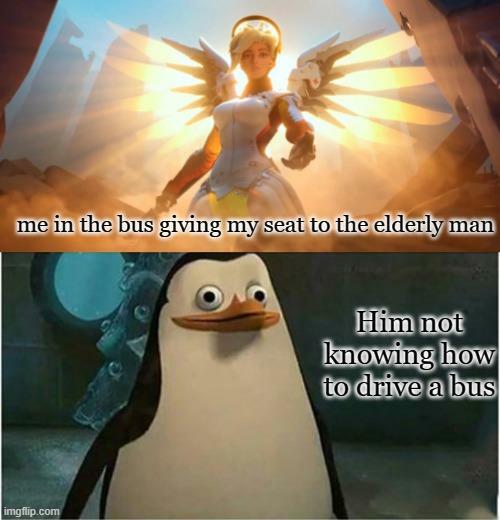 me in the bus giving my seat to the elderly man
Him not
knowing how
to drive a bus
imgflip.com